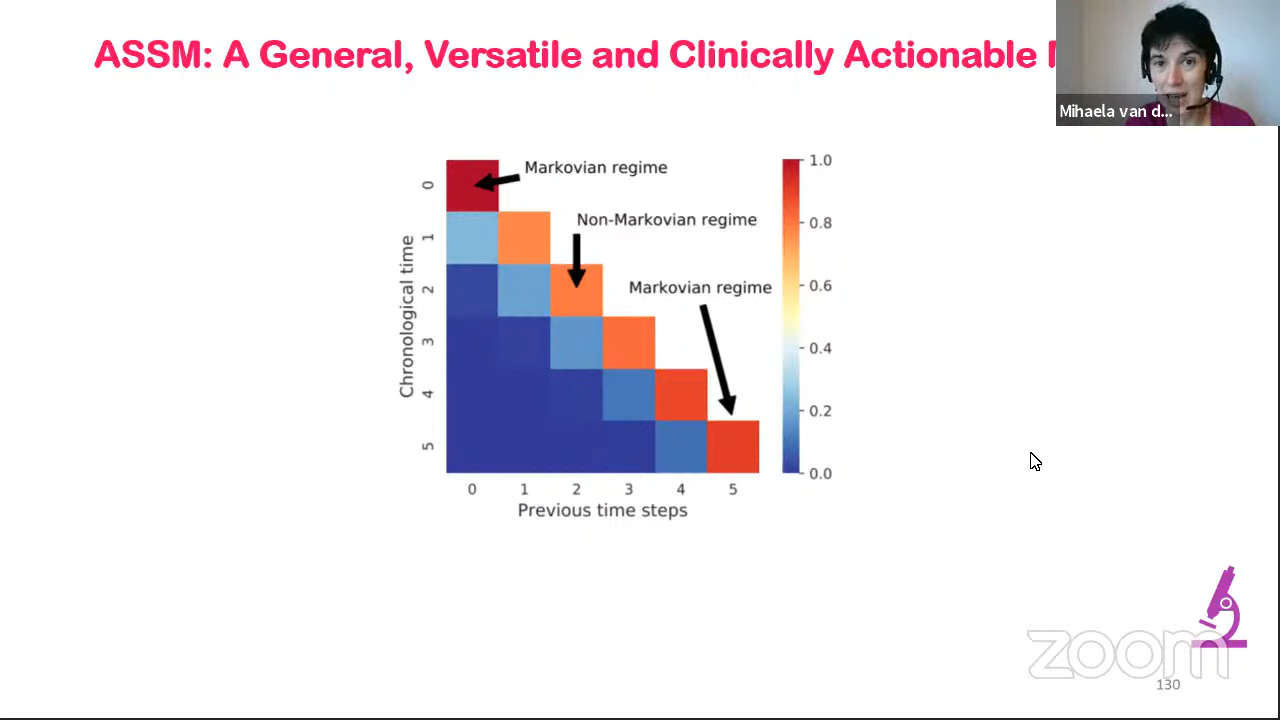 ASSM: A General, Versatile and Clinically Actionable
Mihaela van d...
Markovian regime
Non-Markovian regime
Markovian regime
Chronological time
0
1
2
3
4
5
0 1 2 3 4 5
Previous time steps
1.0
0.8
0.6
0.4
0.2
0.0
zoom
130